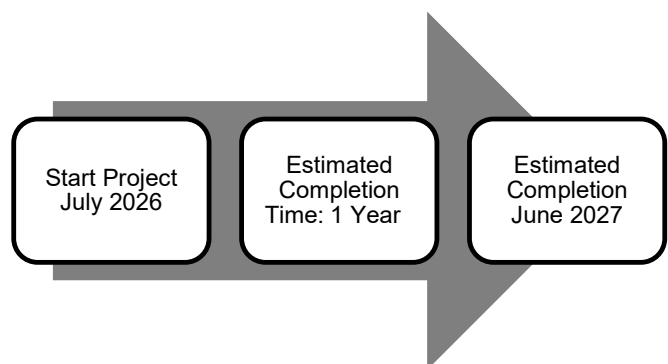 Start Project
July 2026
Estimated
Completion
Time: 1 Year
Estimated
Completion
June 2027